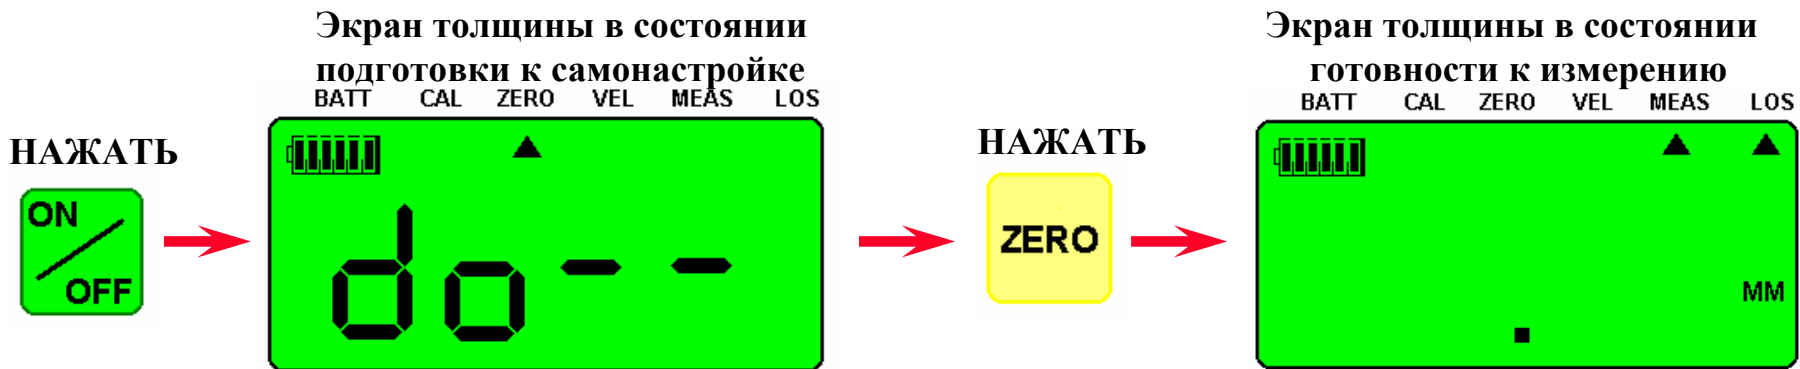 Экран толщины в состоянии
подготовки к самонастройке
BATT CAL ZERO VEL MEAS LOS
НАЖАТЬ
ON
OFF
do--
НАЖАТЬ
ZERO
Экран толщины в состоянии
готовности к измерению
BATT CAL ZERO VEL MEAS LOS
MM
.